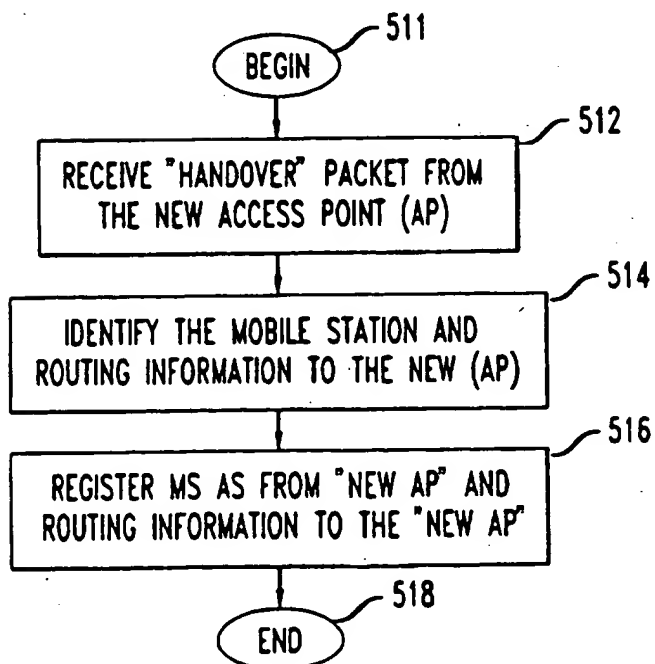 511
BEGIN
512
RECEIVE "HANDOVER" PACKET FROM
THE NEW ACCESS POINT (AP)
514
IDENTIFY THE MOBILE STATION AND
ROUTING INFORMATION TO THE NEW (AP)
516
REGISTER MS AS FROM "NEW AP" AND
ROUTING INFORMATION TO THE "NEW AP"
518
END